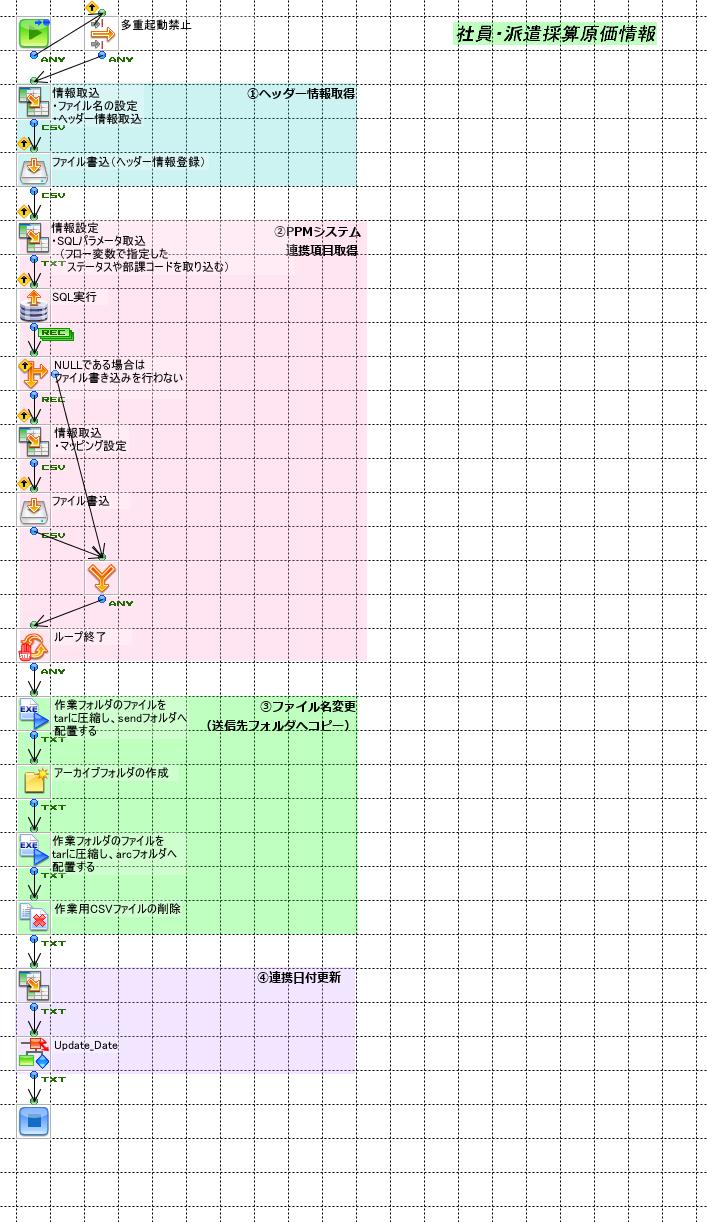 多重起動禁止
社員・派遣採算原価情報
ANY
ANY
情報取込
・ファイル名の設定
・ヘッダー情報取込
①ヘッダー情報取得
CSV
ファイル書込(ヘッダー情報登録)
CSV
情報設定
・SQLパラメータ取込
(フロー変数で指定した
ステータスや部課コードを取り込む)
②PPMシステム
連携項目取得
TXT
SQL実行
REC
NULLである場合は
ファイル書き込みを行わない
REC
情報取込
・マッピング設定
CSV
ファイル書込
CSV
ANY
ループ終了
ANY
EXE
作業フォルダのファイルを
tarに圧縮し、sendフォルダへ
配置する
③ファイル名変更
(送信先フォルダへコピー)
TXT
アーカイブフォルダの作成
TXT
EXE
作業フォルダのファイルを
tarに圧縮し、arcフォルダへ
配置する
TXT
作業用CSVファイルの削除
TXT
④連携日付更新
TXT
Update_Date
TXT